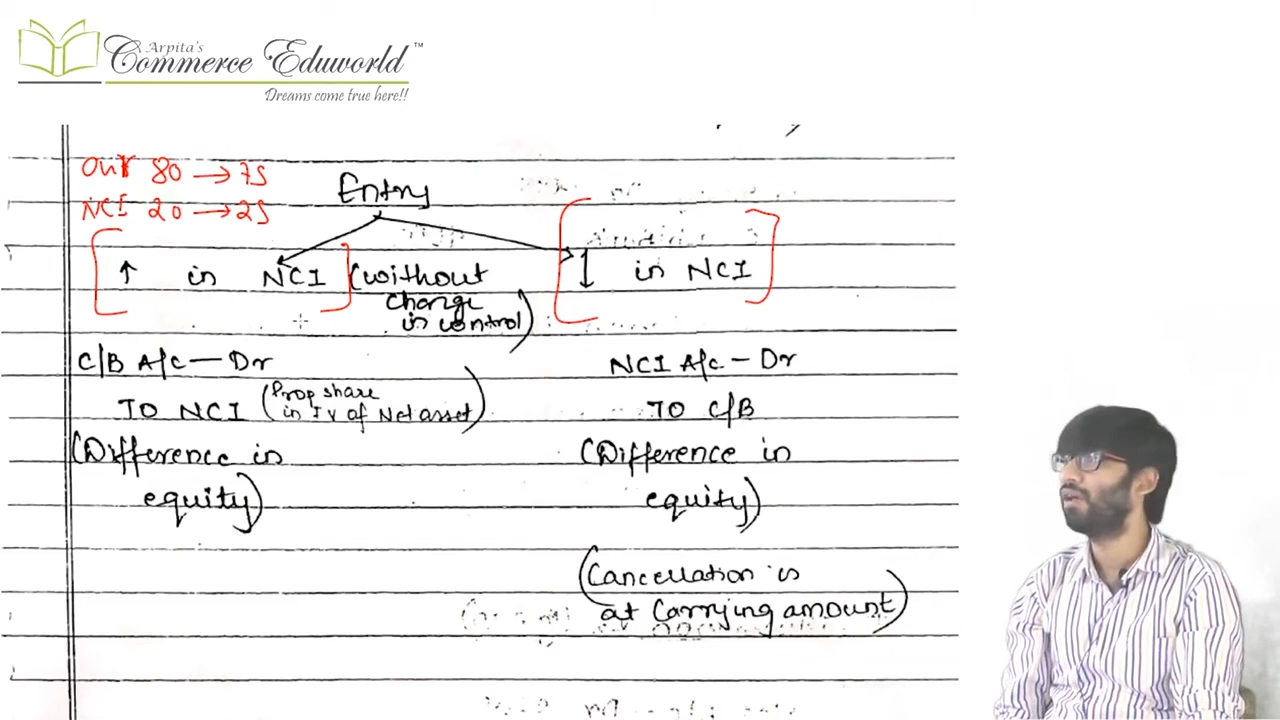 Arpita's
Commerce Eduworld™
Dreams come true here!!
Our 80 → 75
NCI 20 → 25
Entry
↑ in NCI (without change in control)
↓ in NCI
C/B A/c — Dr
TO NCI (Prop share in FV of Net asset)
(Difference in equity)
NCI A/c — Dr
TO C/B
(Difference in equity)
(Cancellation is at Carrying amount)